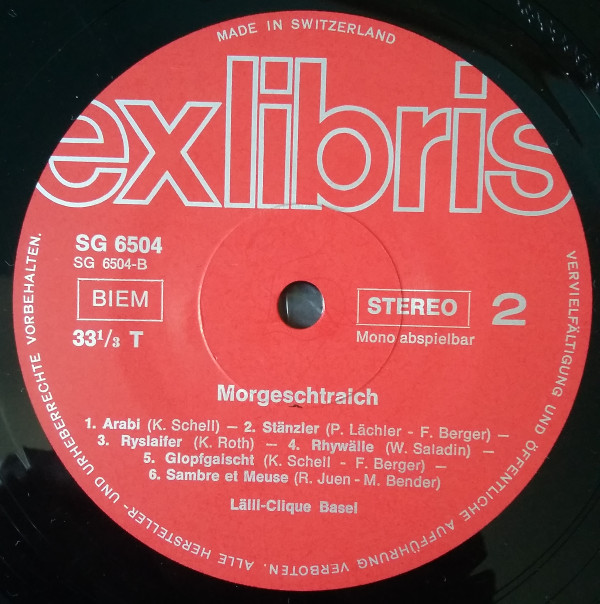 MADE IN SWITZERLAND
exlibris
SG 6504
SG 6504-B
BIEM
33¹/₃ T
STEREO 2
Mono abspielbar
Morgeschtraich
1. Arabi (K. Schell) — 2. Stänzler (P. Lächler - F. Berger) —
3. Ryslaifer (K. Roth) — 4. Rhywälle (W. Saladin) —
5. Glopfgaischt (K. Schell - F. Berger) —
6. Sambre et Meuse (R. Juen - M. Bender)
Lälli-Clique Basel
ALLE HERSTELLER- UND URHEBERRECHTE VORBEHALTEN.
VERVIELFÄLTIGUNG UND ÖFFENTLICHE AUFFÜHRUNG VERBOTEN.